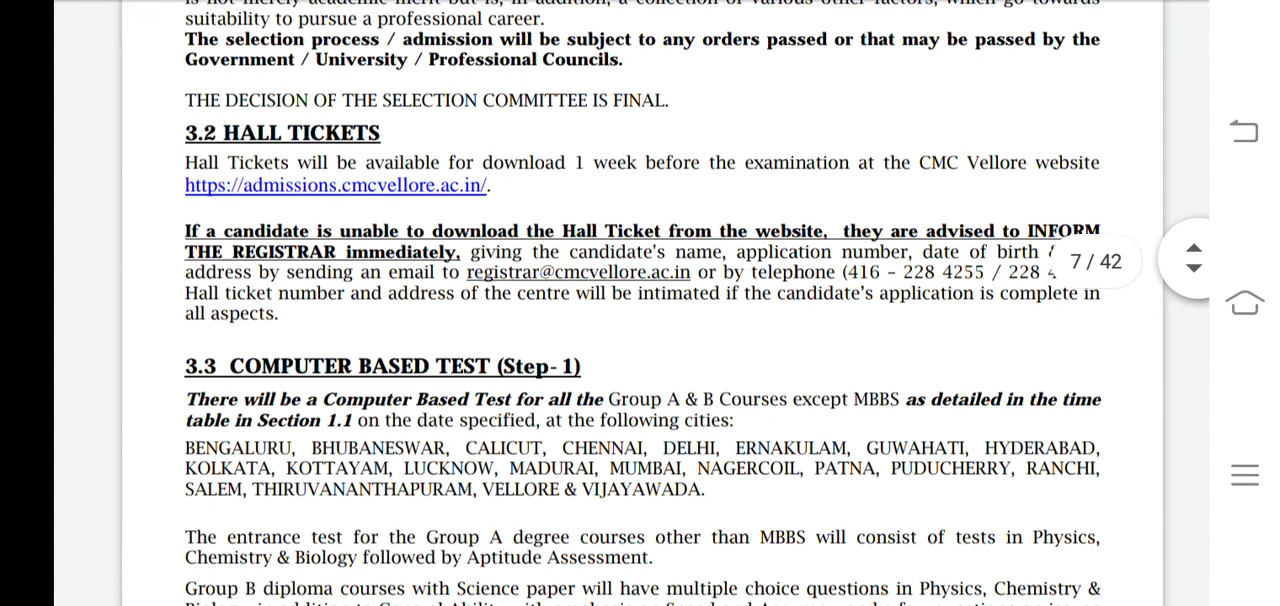 suitability to pursue a professional career.
The selection process / admission will be subject to any orders passed or that may be passed by the
Government / University / Professional Councils.
THE DECISION OF THE SELECTION COMMITTEE IS FINAL.
3.2 HALL TICKETS
Hall Tickets will be available for download 1 week before the examination at the CMC Vellore website
https://admissions.cmcvellore.ac.in/.
If a candidate is unable to download the Hall Ticket from the website, they are advised to INFORM
THE REGISTRAR immediately, giving the candidate's name, application number, date of birth
7 / 42
address by sending an email to registrar@cmcvellore.ac.in or by telephone (416 – 228 4255 / 228
Hall ticket number and address of the centre will be intimated if the candidate's application is complete in
all aspects.
3.3 COMPUTER BASED TEST (Step- 1)
There will be a Computer Based Test for all the Group A & B Courses except MBBS as detailed in the time
table in Section 1.1 on the date specified, at the following cities:
BENGALURU, BHUBANESWAR, CALICUT, CHENNAI, DELHI, ERNAKULAM, GUWAHATI, HYDERABAD,
KOLKATA, KOTTAYAM, LUCKNOW, MADURAI, MUMBAI, NAGERCOIL, PATNA, PUDUCHERRY, RANCHI,
SALEM, THIRUVANANTHAPURAM, VELLORE & VIJAYAWADA.
The entrance test for the Group A degree courses other than MBBS will consist of tests in Physics,
Chemistry & Biology followed by Aptitude Assessment.
Group B diploma courses with Science paper will have multiple choice questions in Physics, Chemistry &